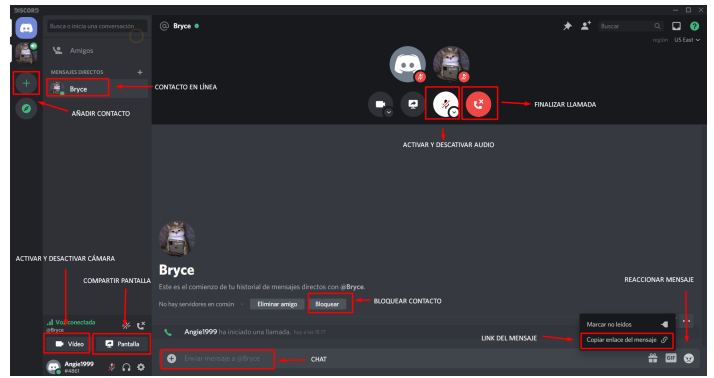 DISCORD
Busca o inicia una conversación
Bryce
Buscar
región US East
Amigos
MENSAJES DIRECTOS
Bryce
CONTACTO EN LÍNEA
AÑADIR CONTACTO
FINALIZAR LLAMADA
ACTIVAR Y DESCATIVAR AUDIO
ACTIVAR Y DESACTIVAR CÁMARA
COMPARTIR PANTALLA
Bryce
Este es el comienzo de tu historial de mensajes directos con @Bryce.
No hay servidores en común
Eliminar amigo
Bloquear
BLOQUEAR CONTACTO
REACCIONAR MENSAJE
Voz conectada
@Bryce
Angie1999 ha iniciado una llamada.
Marcar no leídos
LINK DEL MENSAJE
Copiar enlace del mensaje
Vídeo
Pantalla
Enviar mensaje a @Bryce
CHAT
GIF
Angie1999
#4861